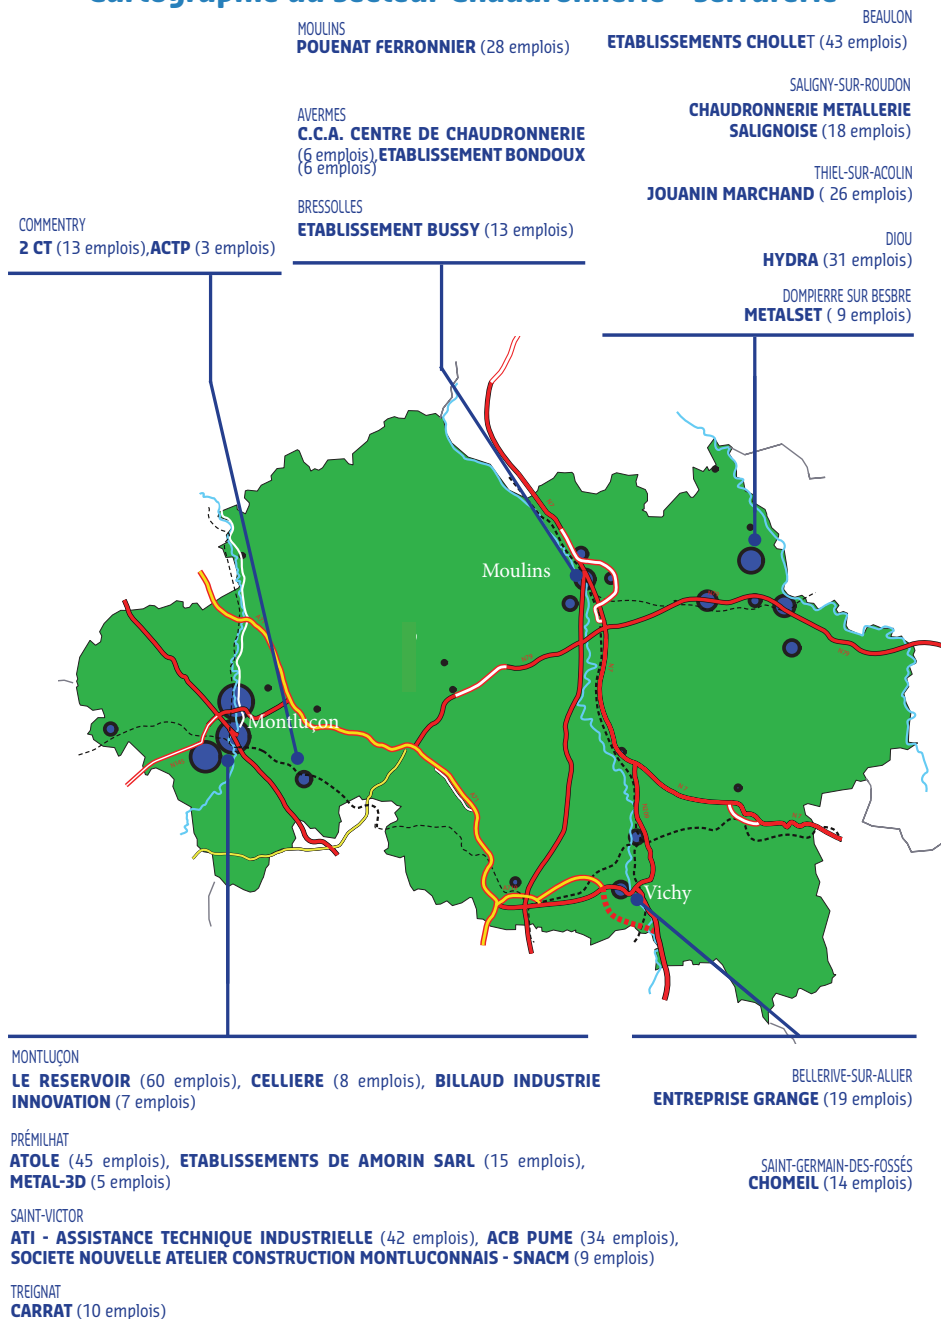 Cartographie du secteur Chaudronnerie - Serrurerie
MOULINS
POUENAT FERRONNIER (28 emplois)
AVERMES
C.C.A. CENTRE DE CHAUDRONNERIE
(6 emplois),ETABLISSEMENT BONDOUX
(6 emplois)
BRESSOLLES
ETABLISSEMENT BUSSY (13 emplois)
BEAULON
ETABLISSEMENTS CHOLLET (43 emplois)
SALIGNY-SUR-ROUDON
CHAUDRONNERIE METALLERIE
SALIGNOISE (18 emplois)
THIEL-SUR-ACOLIN
JOUANIN MARCHAND ( 26 emplois)
DIOU
HYDRA (31 emplois)
DOMPIERRE SUR BESBRE
METALSET ( 9 emplois)
COMMENTRY
2 CT (13 emplois),ACTP (3 emplois)
Moulins
Montluçon
Vichy
MONTLUÇON
LE RESERVOIR (60 emplois), CELLIERE (8 emplois), BILLAUD INDUSTRIE
INNOVATION (7 emplois)
PRÉMILHAT
ATOLE (45 emplois), ETABLISSEMENTS DE AMORIN SARL (15 emplois),
METAL-3D (5 emplois)
SAINT-VICTOR
ATI - ASSISTANCE TECHNIQUE INDUSTRIELLE (42 emplois), ACB PUME (34 emplois),
SOCIETE NOUVELLE ATELIER CONSTRUCTION MONTLUCONNAIS - SNACM (9 emplois)
TREIGNAT
CARRAT (10 emplois)
BELLERIVE-SUR-ALLIER
ENTREPRISE GRANGE (19 emplois)
SAINT-GERMAIN-DES-FOSSÉS
CHOMEIL (14 emplois)